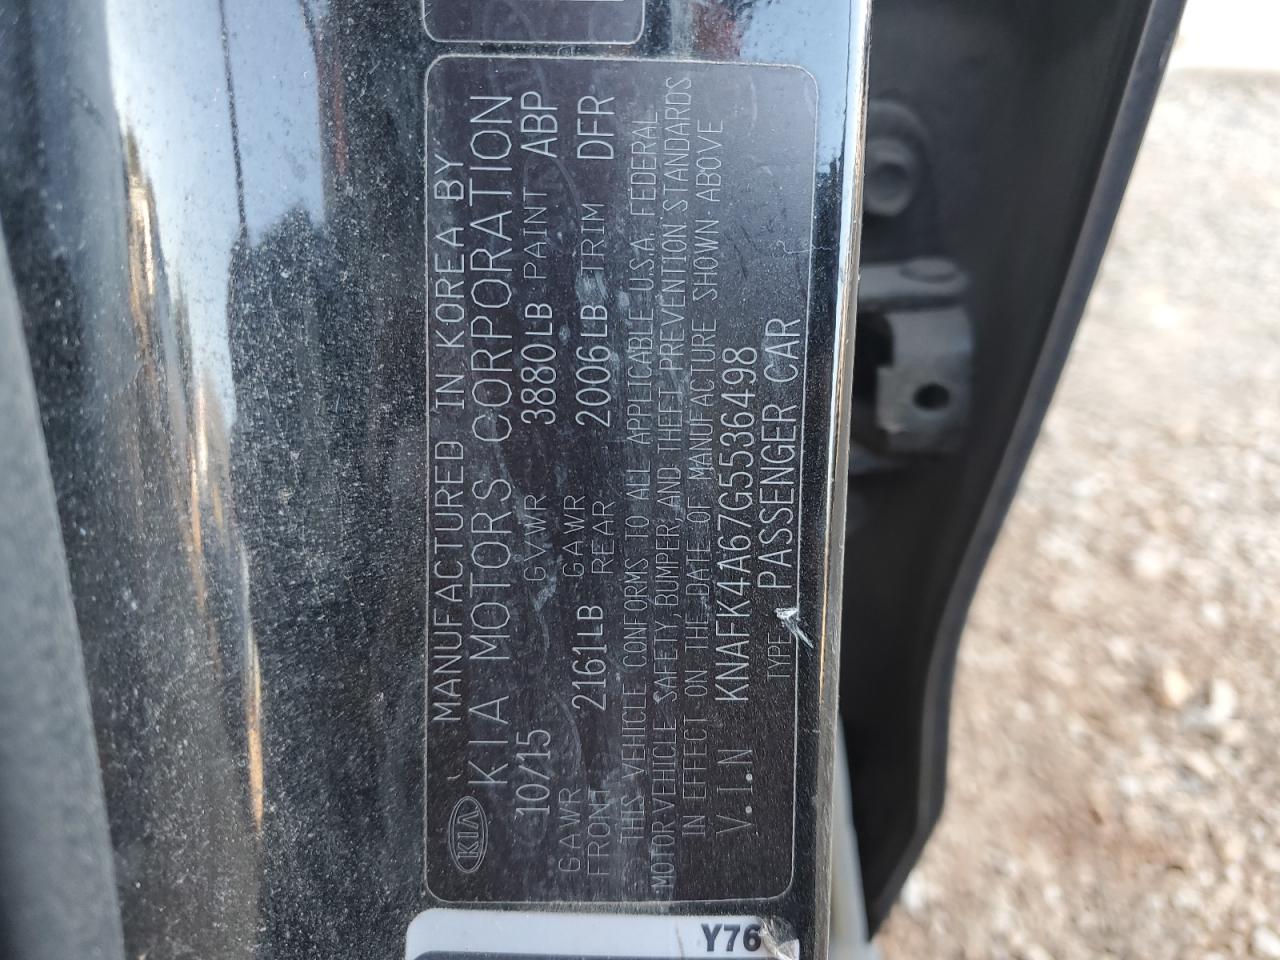 MANUFACTURED IN KOREA BY
KIA KIA MOTORS CORPORATION
10/15 GVWR 3880LB PAINT ABP
GAWR FRONT 2161LB GAWR REAR 2006LB TRIM DFR
THIS VEHICLE CONFORMS TO ALL APPLICABLE U.S.A. FEDERAL
MOTOR VEHICLE SAFETY, BUMPER, AND THEFT PREVENTION STANDARDS
IN EFFECT ON THE DATE OF MANUFACTURE SHOWN ABOVE
V.I.N KNAFK4A67G5536498
TYPE PASSENGER CAR
Y76